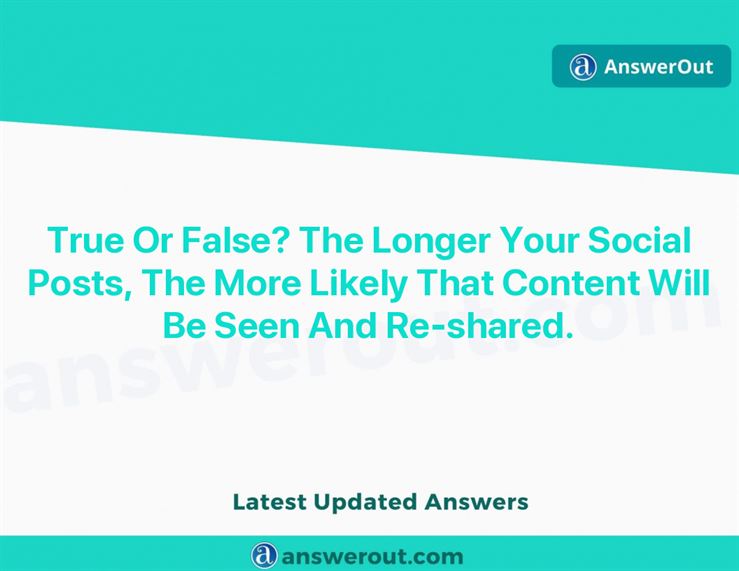 a AnswerOut
True Or False? The Longer Your Social
Posts, The More Likely That Content Will
Be Seen And Re-shared.
answerout.com
Latest Updated Answers
a answerout.com